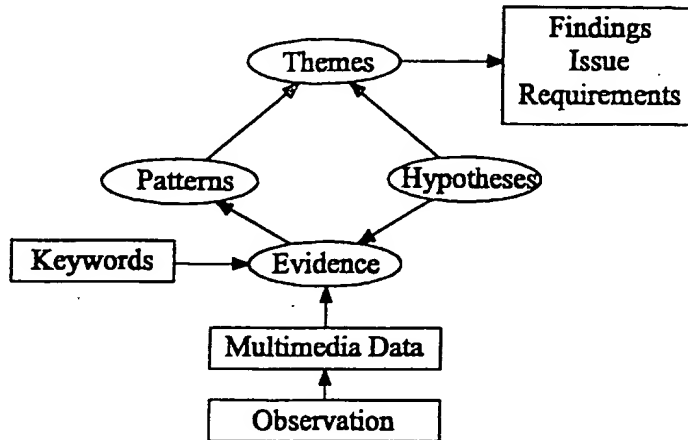 Findings
Issue
Requirements
Themes
Patterns
Hypotheses
Keywords
Evidence
Multimedia Data
Observation